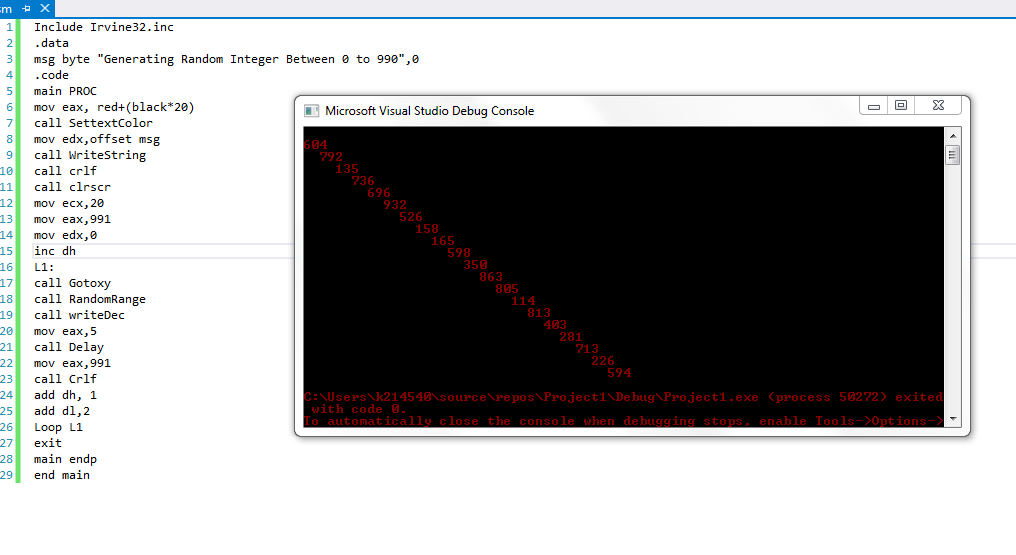 sm
1 Include Irvine32.inc
2 .data
3 msg byte "Generating Random Integer Between 0 to 990",0
4 .code
5 main PROC
6 mov eax, red+(black*20)
7 call SettextColor
8 mov edx,offset msg
9 call WriteString
10 call crlf
11 call clrscr
12 mov ecx,20
13 mov eax,991
14 mov edx,0
15 inc dh
16 L1:
17 call Gotoxy
18 call RandomRange
19 call writeDec
20 mov eax,5
21 call Delay
22 mov eax,991
23 call Crlf
24 add dh, 1
25 add dl,2
26 Loop L1
27 exit
28 main endp
29 end main
Microsoft Visual Studio Debug Console
604
792
135
736
696
932
526
158
165
598
350
863
805
114
813
403
281
713
226
594
C:\Users\k214540\source\repos\Project1\Debug\Project1.exe (process 50272) exited
with code 0.
To automatically close the console when debugging stops, enable Tools->Options->